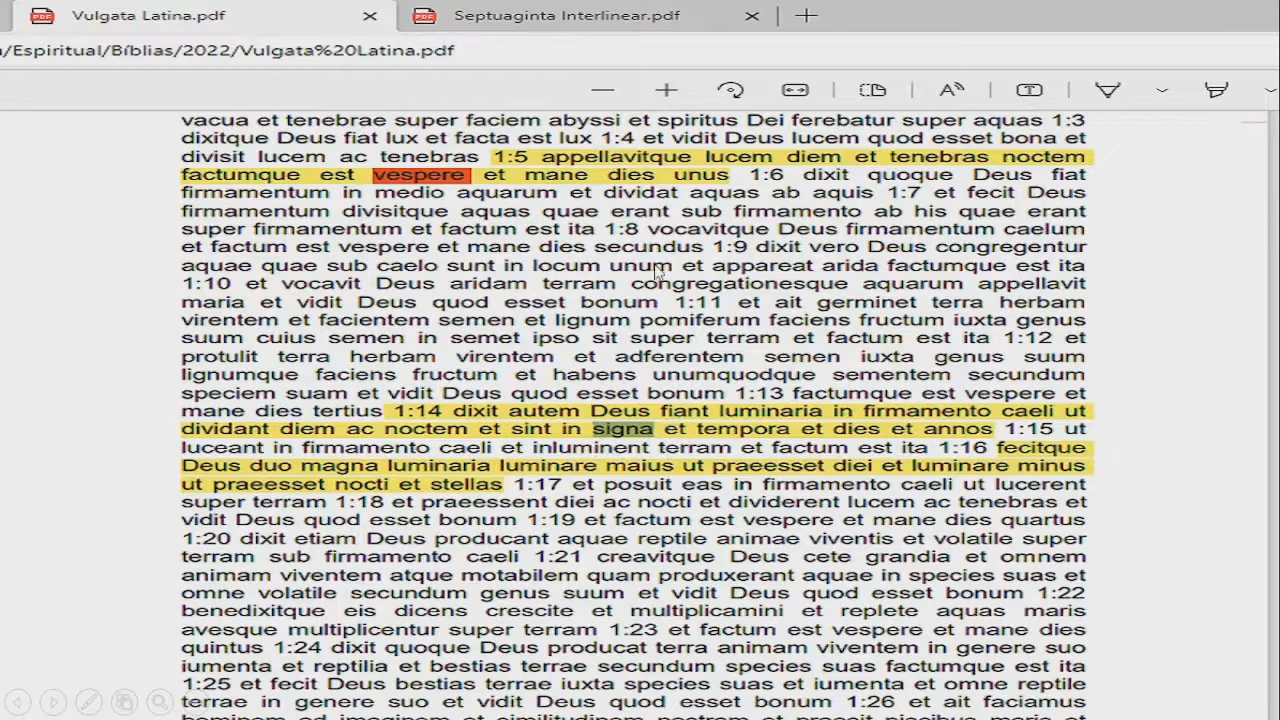 Vulgata Latina.pdf
Septuaginta Interlinear.pdf
/Espiritual/Bíblias/2022/Vulgata%20Latina.pdf
vacua et tenebrae super faciem abyssi et spiritus Dei ferebatur super aquas 1:3
dixitque Deus fiat lux et facta est lux 1:4 et vidit Deus lucem quod esset bona et
divisit lucem ac tenebras 1:5 appellavitque lucem diem et tenebras noctem
factumque est vespere et mane dies unus 1:6 dixit quoque Deus fiat
firmamentum in medio aquarum et dividat aquas ab aquis 1:7 et fecit Deus
firmamentum divisitque aquas quae erant sub firmamento ab his quae erant
super firmamentum et factum est ita 1:8 vocavitque Deus firmamentum caelum
et factum est vespere et mane dies secundus 1:9 dixit vero Deus congregentur
aquae quae sub caelo sunt in locum unum et appareat arida factumque est ita
1:10 et vocavit Deus aridam terram congregationesque aquarum appellavit
maria et vidit Deus quod esset bonum 1:11 et ait germinet terra herbam
virentem et facientem semen et lignum pomiferum faciens fructum iuxta genus
suum cuius semen in semet ipso sit super terram et factum est ita 1:12 et
protulit terra herbam virentem et adferentem semen iuxta genus suum
lignumque faciens fructum et habens unumquodque sementem secundum
speciem suam et vidit Deus quod esset bonum 1:13 factumque est vespere et
mane dies tertius 1:14 dixit autem Deus fiant luminaria in firmamento caeli ut
dividant diem ac noctem et sint in signa et tempora et dies et annos 1:15 ut
luceant in firmamento caeli et inluminent terram et factum est ita 1:16 fecitque
Deus duo magna luminaria luminare maius ut praeesset diei et luminare minus
ut praeesset nocti et stellas 1:17 et posuit eas in firmamento caeli ut lucerent
super terram 1:18 et praeessent diei ac nocti et dividerent lucem ac tenebras et
vidit Deus quod esset bonum 1:19 et factum est vespere et mane dies quartus
1:20 dixit etiam Deus producant aquae reptile animae viventis et volatile super
terram sub firmamento caeli 1:21 creavitque Deus cete grandia et omnem
animam viventem atque motabilem quam produxerant aquae in species suas et
omne volatile secundum genus suum et vidit Deus quod esset bonum 1:22
benedixitque eis dicens crescite et multiplicamini et replete aquas maris
avesque multiplicentur super terram 1:23 et factum est vespere et mane dies
quintus 1:24 dixit quoque Deus producat terra animam viventem in genere suo
iumenta et reptilia et bestias terrae secundum species suas factumque est ita
1:25 et fecit Deus bestias terrae iuxta species suas et iumenta et omne reptile
terrae in genere suo et vidit Deus quod esset bonum 1:26 et ait faciamus
hominem ad imaginem et similitudinem nostram et praesit piscibus maris et